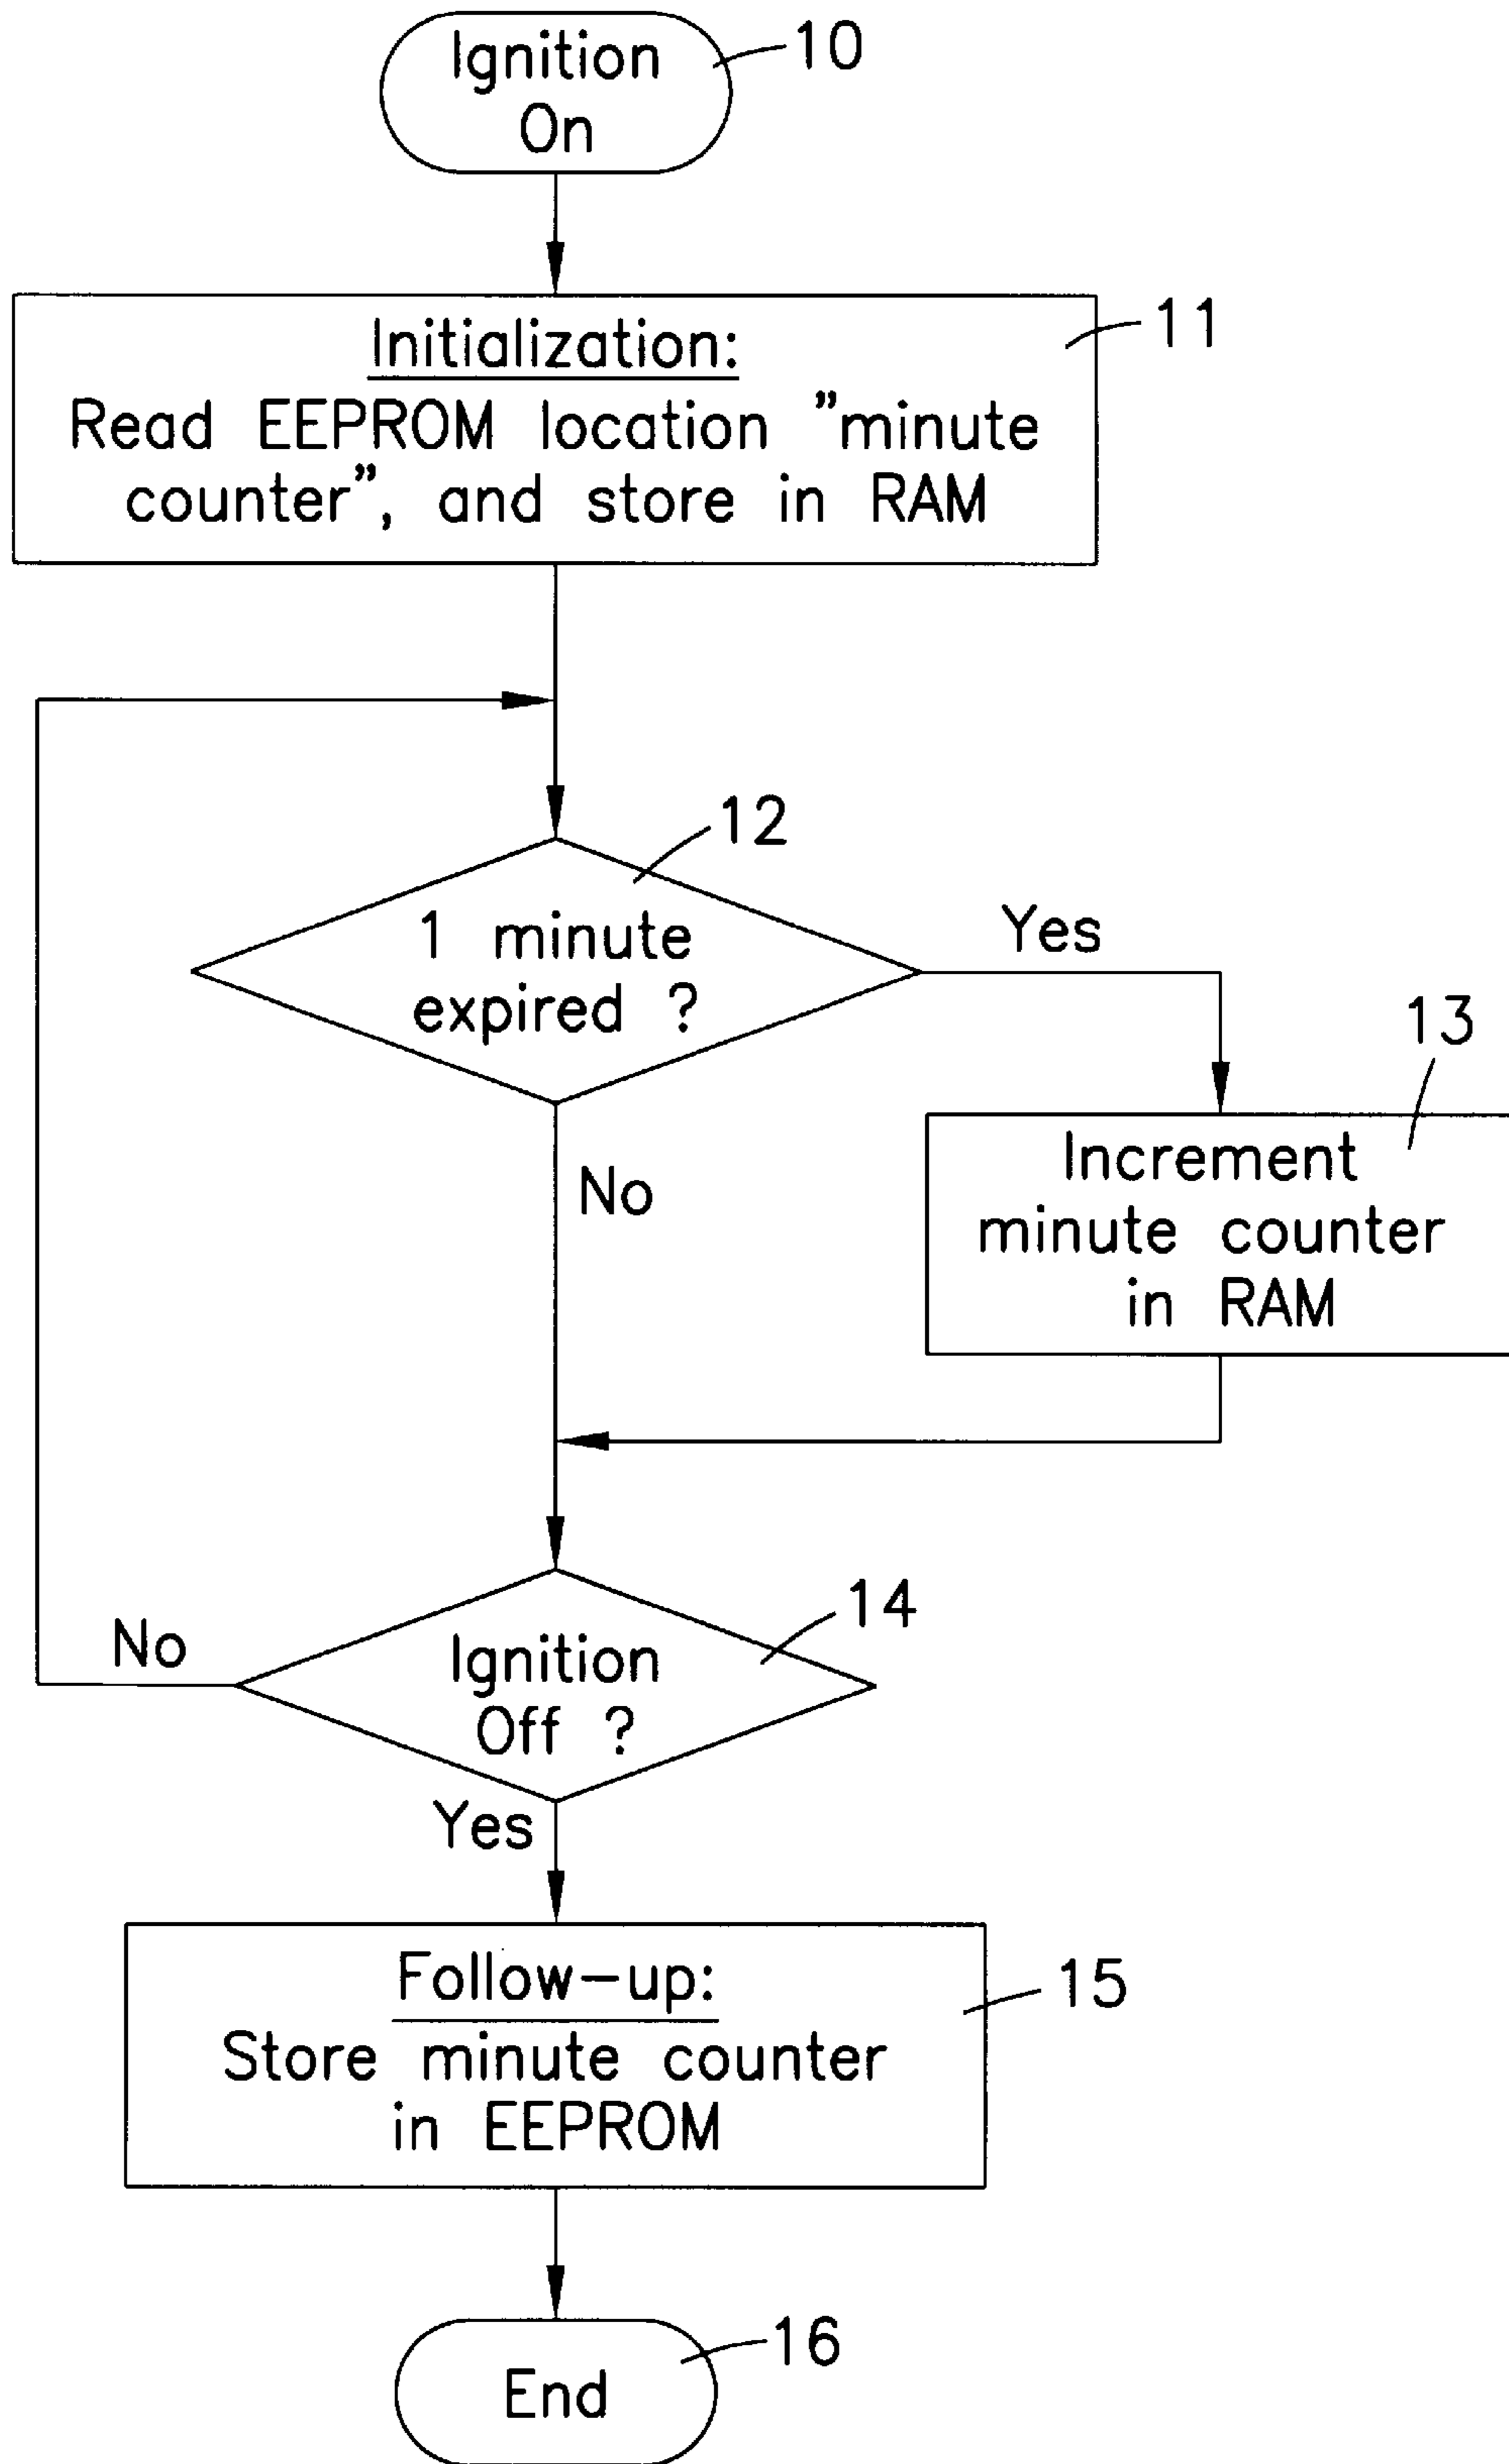 Ignition
On
10
Initialization:
11
Read EEPROM location "minute
counter", and store in RAM
12
1 minute
expired ?
Yes
No
13
Increment
minute counter
in RAM
14
Ignition
Off ?
No
Yes
Follow-up:
15
Store minute counter
in EEPROM
16
End